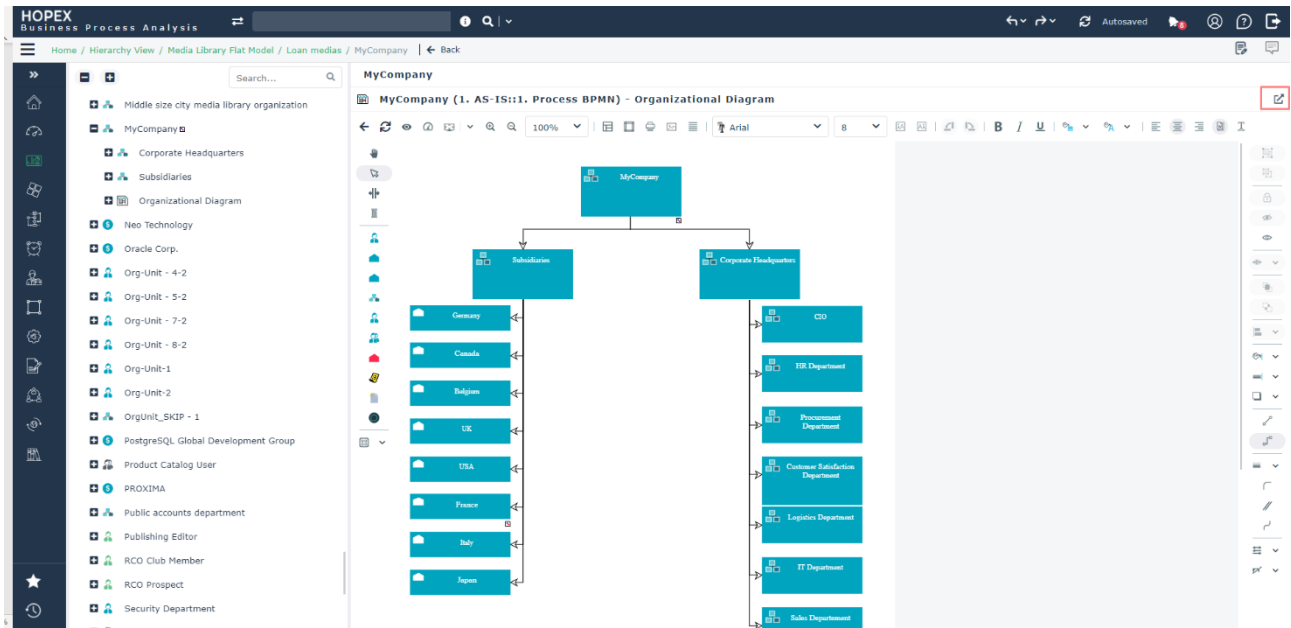 HOPEX
Business Process Analysis
Autosaved
8
Home / Hierarchy View / Media Library Flat Model / Loan medias / MyCompany
Back
Search...
Middle size city media library organization
MyCompany
Corporate Headquarters
Subsidiaries
Organizational Diagram
Neo Technology
Oracle Corp.
Org-Unit - 4-2
Org-Unit - 5-2
Org-Unit - 7-2
Org-Unit - 8-2
Org-Unit-1
Org-Unit-2
OrgUnit_SKIP - 1
PostgreSQL Global Development Group
Product Catalog User
PROXIMA
Public accounts department
Publishing Editor
RCO Club Member
RCO Prospect
Security Department
MyCompany
MyCompany (1. AS-IS::1. Process BPMN) - Organizational Diagram
100%
Arial
8
B I U
MyCompany
Subsidiaries
Corporate Headquarters
Germany
Canada
Belgium
UK
USA
France
Italy
Japan
CIO
HR Department
Procurement
Department
Customer Satisfaction
Department
Logistics Department
IT Department
Sales Departement